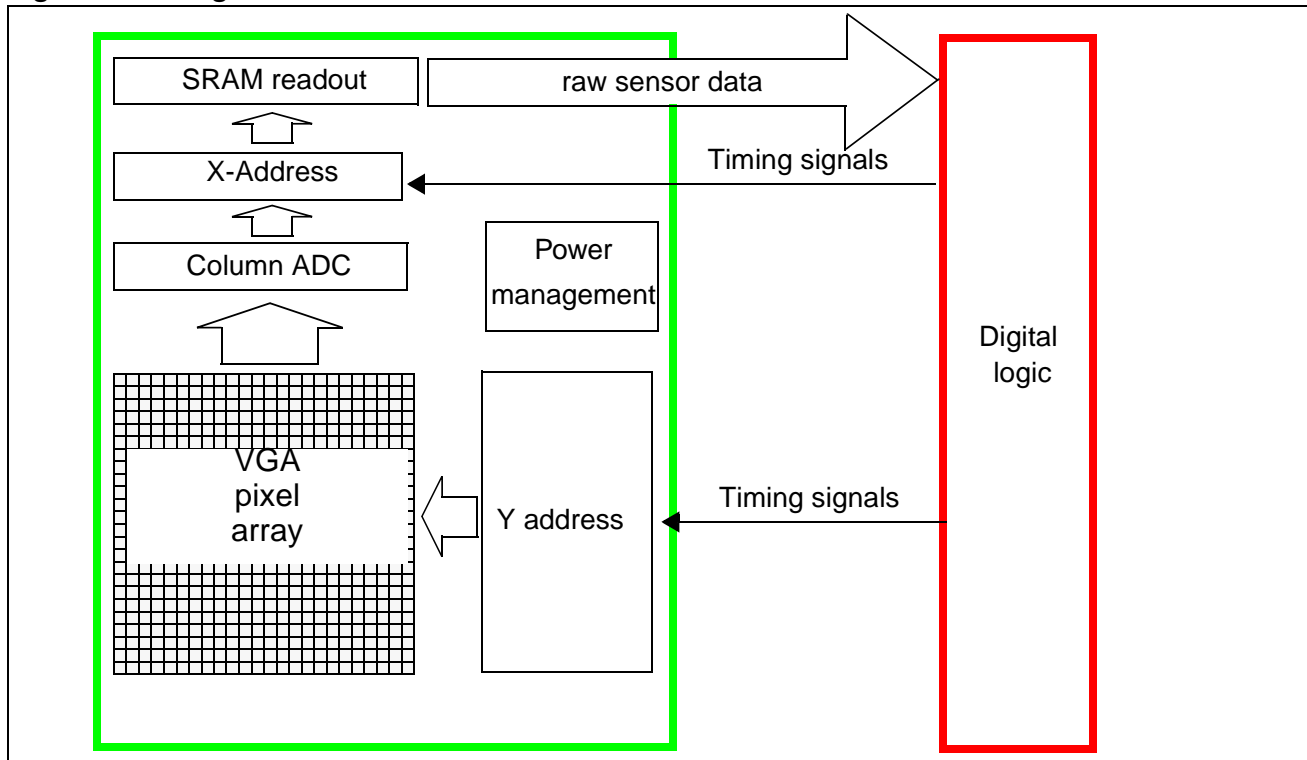 SRAM readout
raw sensor data
Timing signals
X-Address
Power
management
Column ADC
Digital
logic
VGA
pixel
array
Y address
Timing signals